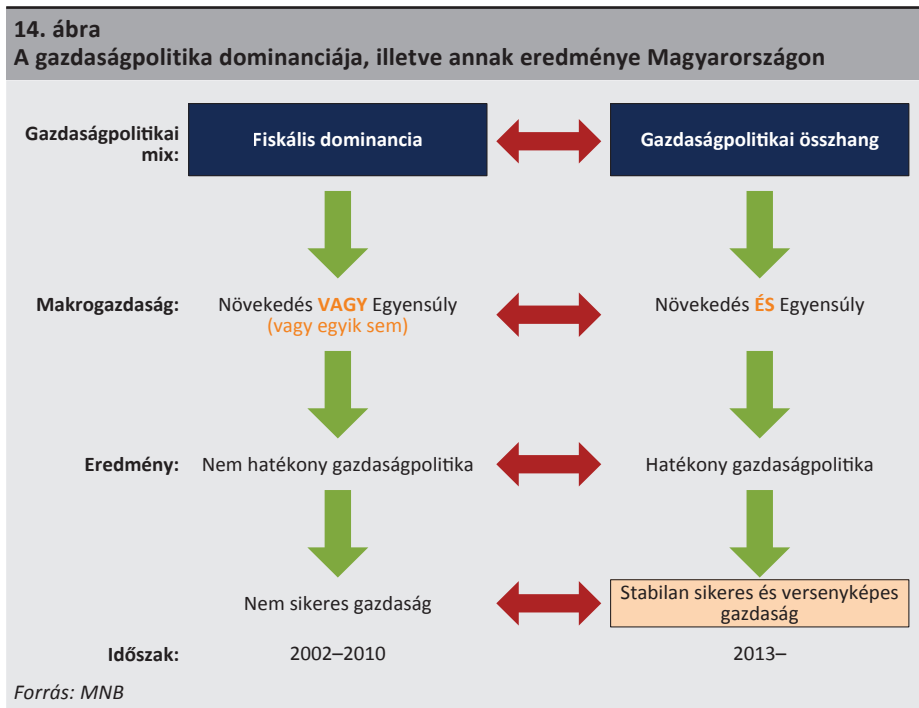 14. ábra
A gazdaságpolitika dominanciája, illetve annak eredménye Magyarországon
Gazdaságpolitikai
mix:
Fiskális dominancia
Gazdaságpolitikai összhang
Makrogazdaság:
Növekedés VAGY Egyensúly
(vagy egyik sem)
Növekedés ÉS Egyensúly
Eredmény:
Nem hatékony gazdaságpolitika
Hatékony gazdaságpolitika
Nem sikeres gazdaság
Stabilan sikeres és versenyképes
gazdaság
Időszak:
2002–2010
2013–
Forrás: MNB